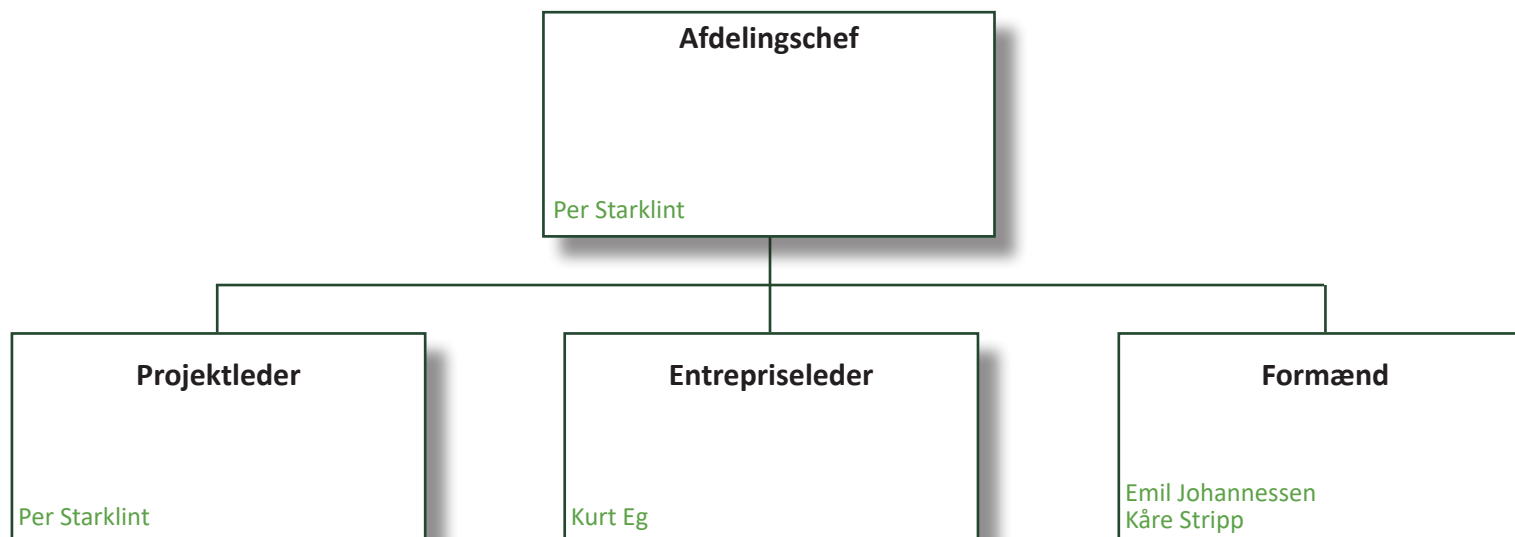 Afdelingschef
Per Starklint
Projektleder
Per Starklint
Entrepriseleder
Kurt Eg
Formænd
Emil Johannessen
Kåre Stripp